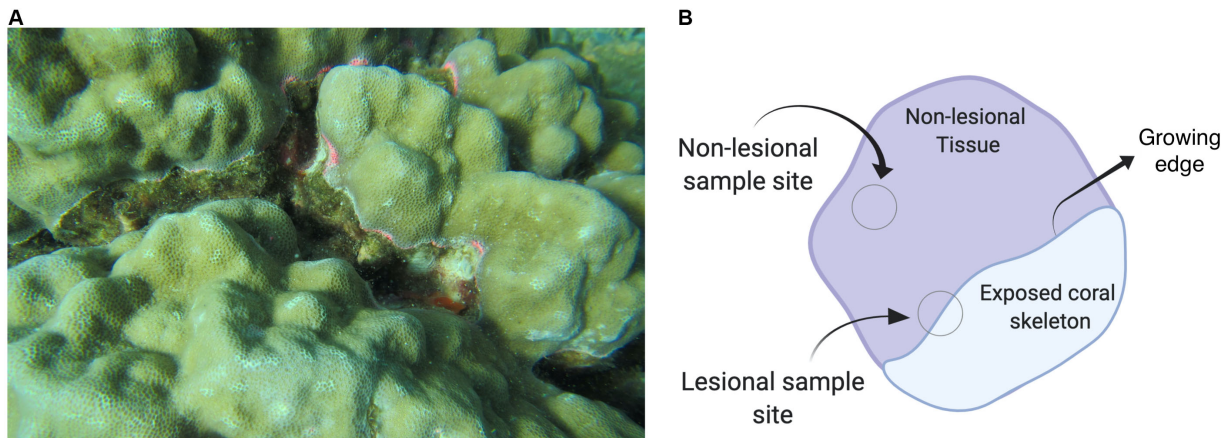 A
B
Non-lesional
Tissue
Non-lesional
sample site
Growing
edge
Exposed coral
skeleton
Lesional sample
site